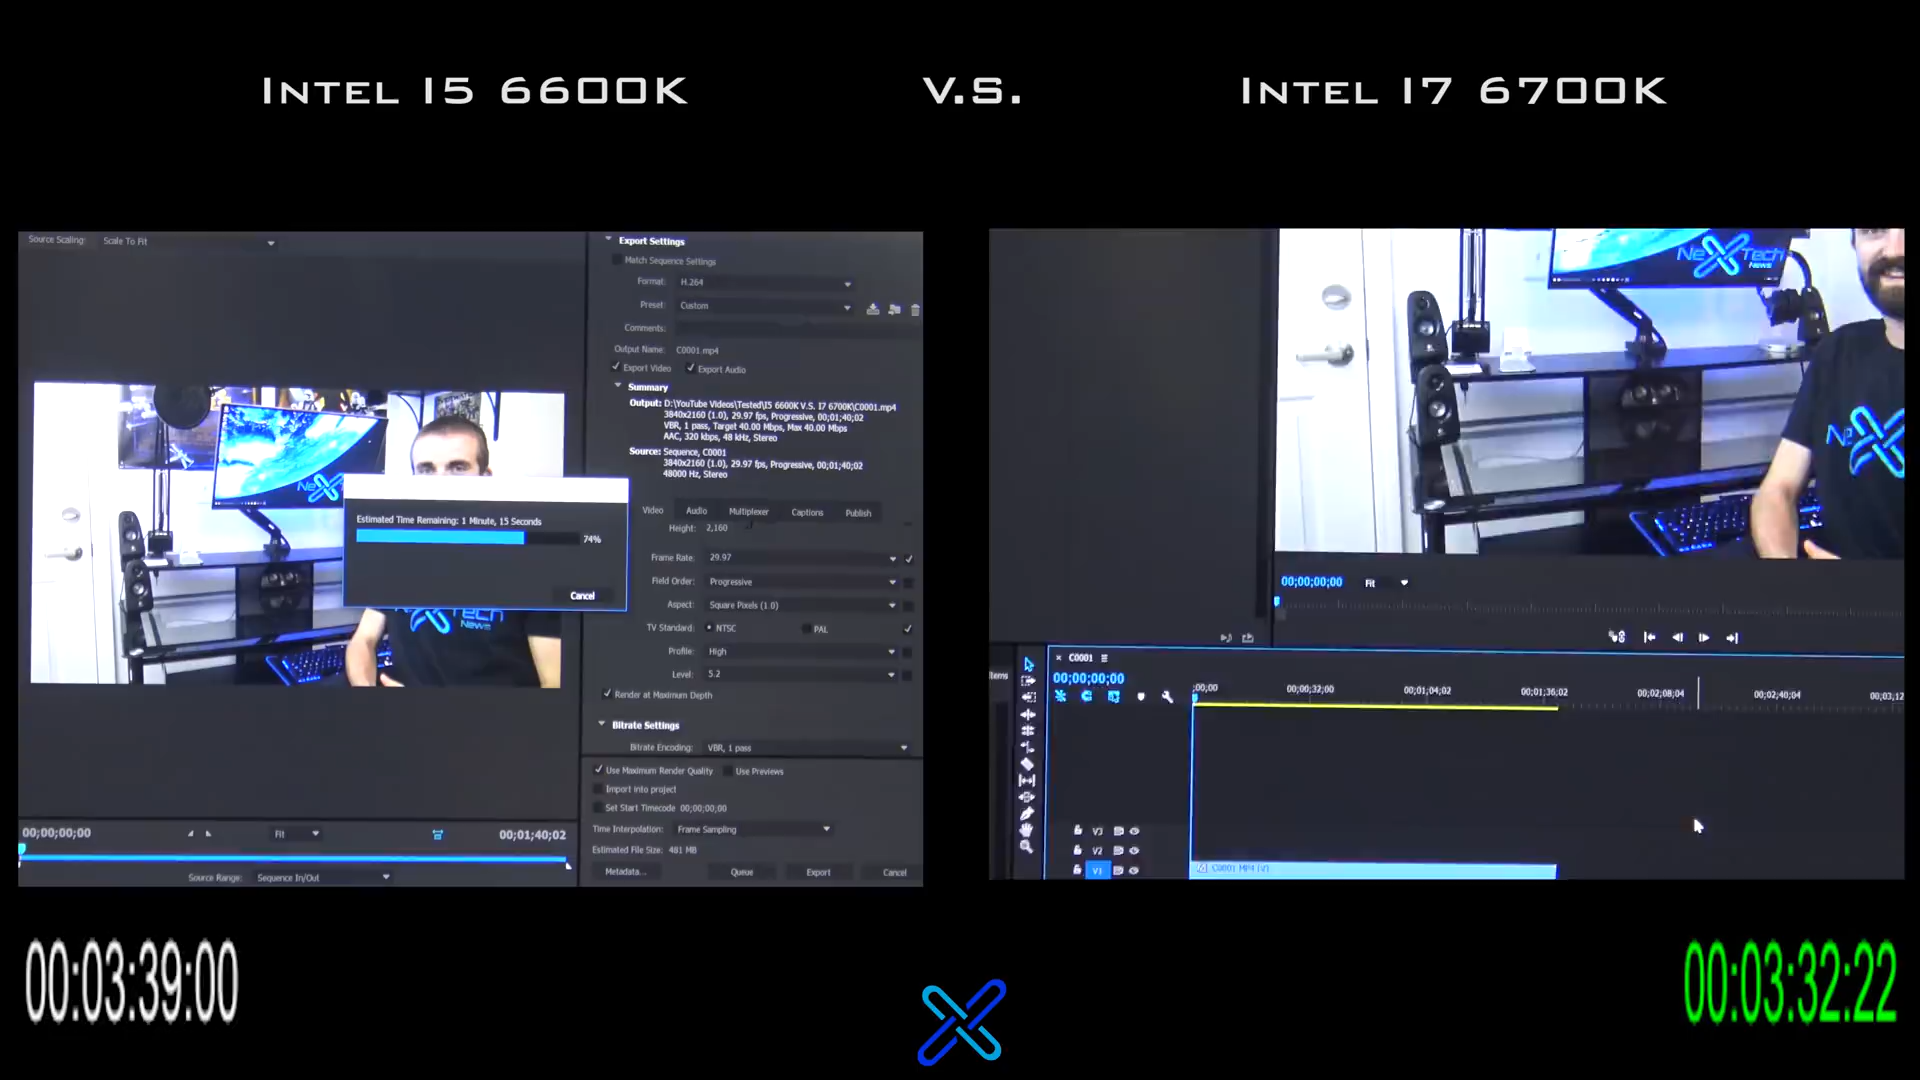 Intel I5 6600K
V.S.
Intel I7 6700K
Source Scaling:
Scale To Fit
Export Settings
Match Sequence Settings
Format:
H.264
Preset:
Custom
Comments:
Output Name:
C0001.mp4
Export Video
Export Audio
Summary
Output: D:\YouTube Videos\Tested\I5 6600K V.S. I7 6700K\C0001.mp4
3840x2160 (1.0), 29.97 fps, Progressive, 00;01;40;02
VBR, 1 pass, Target 40.00 Mbps, Max 40.00 Mbps
AAC, 320 kbps, 48 kHz, Stereo
Source: Sequence, C0001
3840x2160 (1.0), 29.97 fps, Progressive, 00;01;40;02
48000 Hz, Stereo
Video
Audio
Multiplexer
Captions
Publish
Height:
2,160
Frame Rate:
29.97
Field Order:
Progressive
Aspect:
Square Pixels (1.0)
TV Standard:
NTSC
PAL
Profile:
High
Level:
5.2
Render at Maximum Depth
Bitrate Settings
Bitrate Encoding:
VBR, 1 pass
Use Maximum Render Quality
Use Previews
Import into project
Set Start Timecode
00;00;00;00
Time Interpolation:
Frame Sampling
Estimated File Size:
481 MB
Metadata...
Queue
Export
Cancel
Estimated Time Remaining: 1 Minute, 15 Seconds
74%
Cancel
00;00;00;00
Fit
00;01;40;02
Source Range:
Sequence In/Out
NeXTech
News
00;00;00;00
Fit
C0001
00;00;00;00
;00;00
00;00;32;00
00;01;04;02
00;01;36;02
00;02;08;04
00;02;40;04
00;03;12
V3
V2
V1
C0001.MP4 [V]
00:03:39:00
00:03:32:22